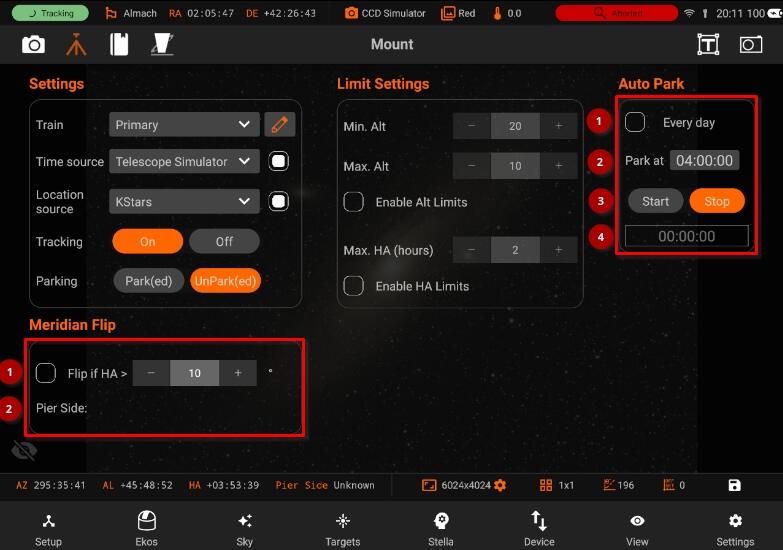 Tracking Almach RA 02:05:47 DE +42:26:43 CCD Simulator Red 0.0 Aborted 20:11 100
Mount
Settings
Train Primary
Time source Telescope Simulator
Location source KStars
Tracking On Off
Parking Park(ed) UnPark(ed)
Limit Settings
Min. Alt - 20 +
Max. Alt - 10 +
Enable Alt Limits
Max. HA (hours) - 2 +
Enable HA Limits
Auto Park
1 Every day
2 Park at 04:00:00
3 Start Stop
4 00:00:00
Meridian Flip
1 Flip if HA > - 10 + °
2 Pier Side:
AZ 295:35:41 AL +45:48:52 HA +03:53:39 Pier Side Unknown 6024x4024 1x1 196 0
Setup Ekos Sky Targets Stella Device View Settings